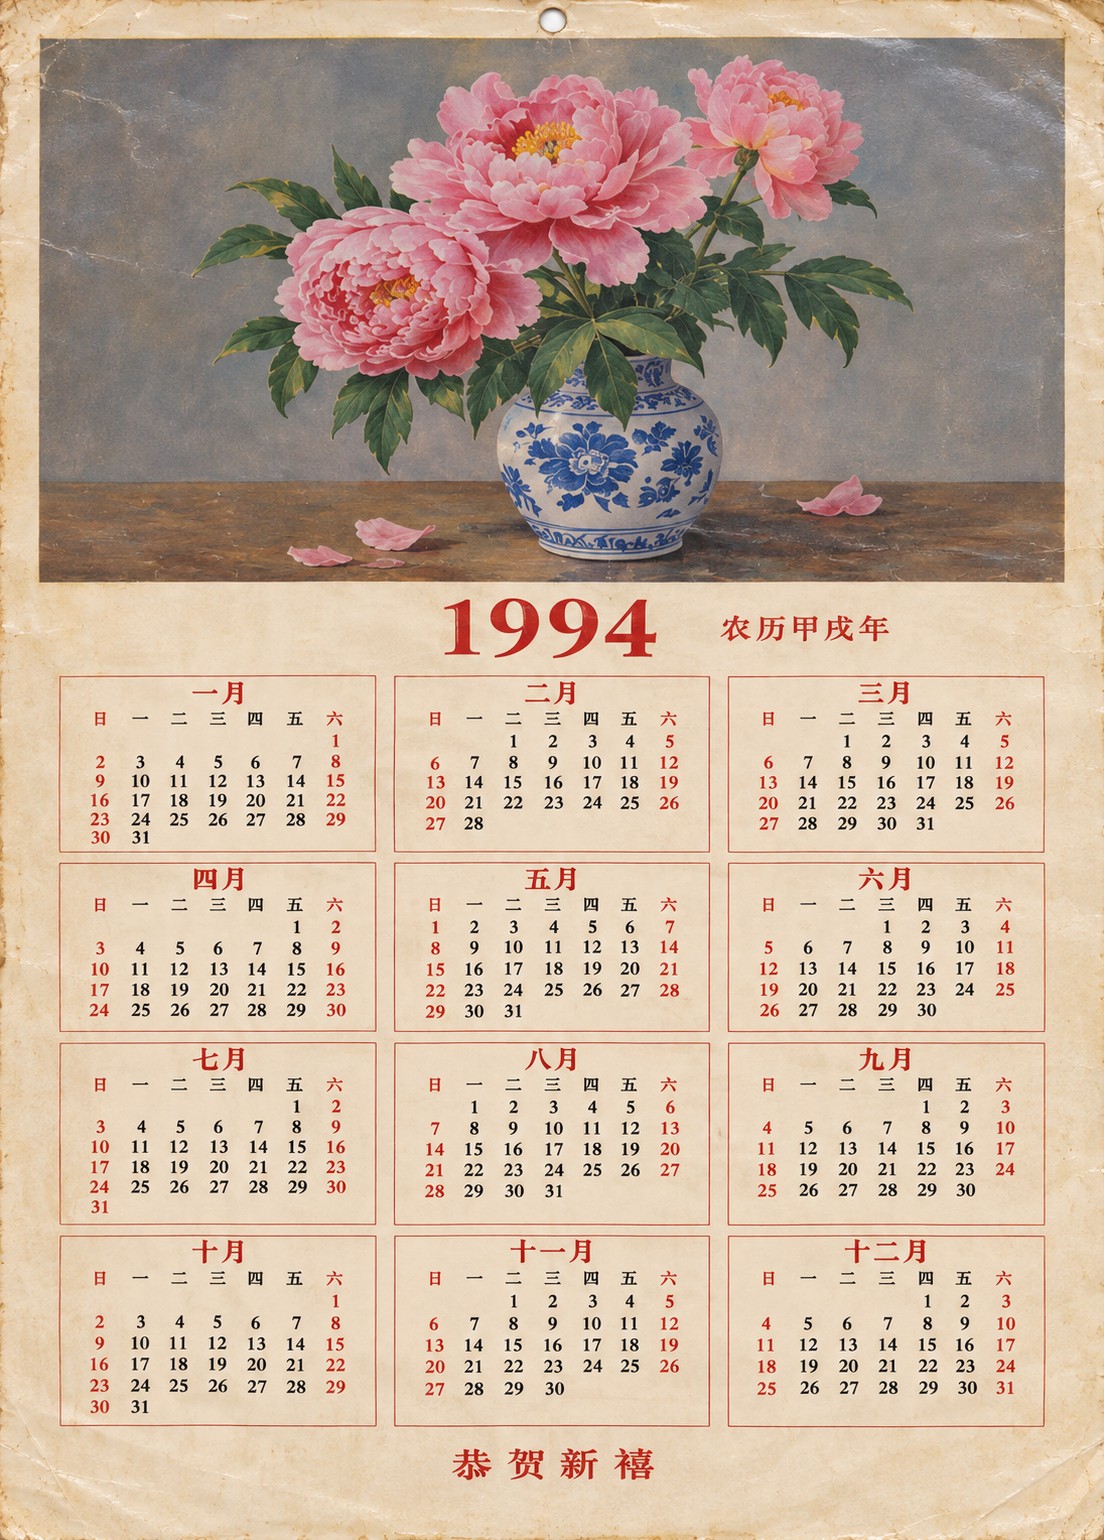 1994 农历甲戌年
一月 二月 三月
日 一 二 三 四 五 六 日 一 二 三 四 五 六 日 一 二 三 四 五 六
1 1 2 3 4 5 1 2 3 4 5
2 3 4 5 6 7 8 6 7 8 9 10 11 12 6 7 8 9 10 11 12
9 10 11 12 13 14 15 13 14 15 16 17 18 19 13 14 15 16 17 18 19
16 17 18 19 20 21 22 20 21 22 23 24 25 26 20 21 22 23 24 25 26
23 24 25 26 27 28 29 27 28 27 28 29 30 31
30 31
四月 五月 六月
日 一 二 三 四 五 六 日 一 二 三 四 五 六 日 一 二 三 四 五 六
1 2 1 2 3 4 5 6 7 1 2 3 4
3 4 5 6 7 8 9 8 9 10 11 12 13 14 5 6 7 8 9 10 11
10 11 12 13 14 15 16 15 16 17 18 19 20 21 12 13 14 15 16 17 18
17 18 19 20 21 22 23 22 23 24 25 26 27 28 19 20 21 22 23 24 25
24 25 26 27 28 29 30 29 30 31 26 27 28 29 30
七月 八月 九月
日 一 二 三 四 五 六 日 一 二 三 四 五 六 日 一 二 三 四 五 六
1 2 1 2 3 4 5 6 1 2 3
3 4 5 6 7 8 9 7 8 9 10 11 12 13 4 5 6 7 8 9 10
10 11 12 13 14 15 16 14 15 16 17 18 19 20 11 12 13 14 15 16 17
17 18 19 20 21 22 23 21 22 23 24 25 26 27 18 19 20 21 22 23 24
24 25 26 27 28 29 30 28 29 30 31 25 26 27 28 29 30
31
十月 十一月 十二月
日 一 二 三 四 五 六 日 一 二 三 四 五 六 日 一 二 三 四 五 六
1 1 2 3 4 5 1 2 3
2 3 4 5 6 7 8 6 7 8 9 10 11 12 4 5 6 7 8 9 10
9 10 11 12 13 14 15 13 14 15 16 17 18 19 11 12 13 14 15 16 17
16 17 18 19 20 21 22 20 21 22 23 24 25 26 18 19 20 21 22 23 24
23 24 25 26 27 28 29 27 28 29 30 25 26 27 28 29 30 31
30 31
恭贺新禧